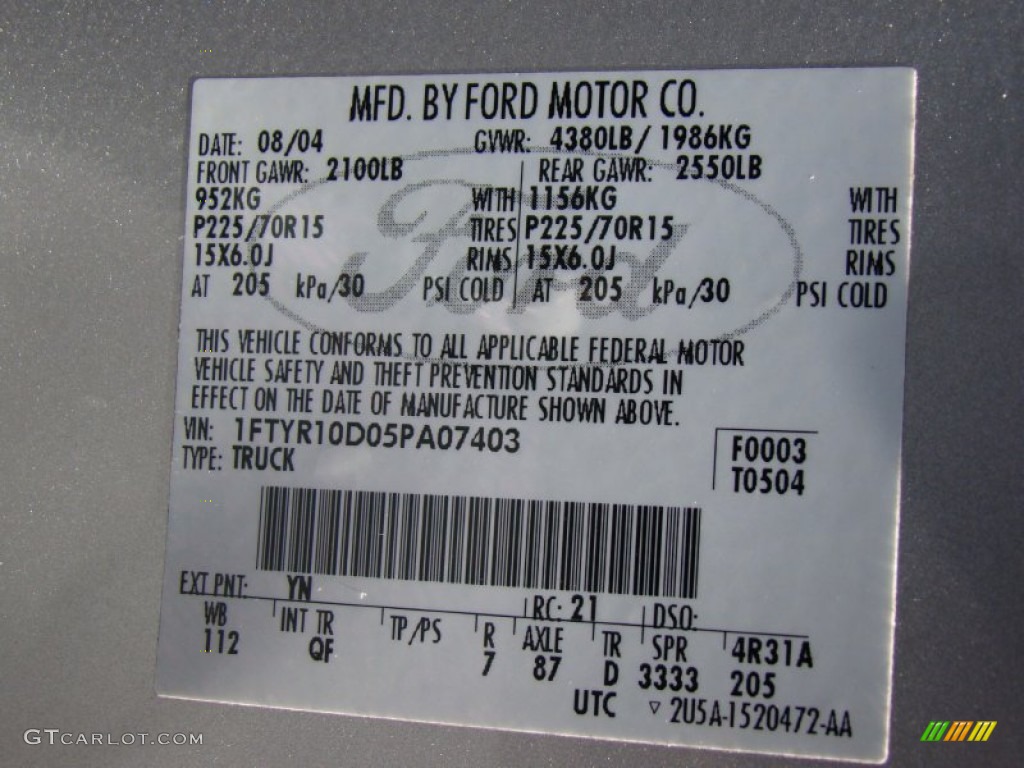 MFD. BY FORD MOTOR CO.
DATE: 08/04 GVWR: 4380LB/ 1986KG
FRONT GAWR: 2100LB REAR GAWR: 2550LB
952KG WITH 1156KG WITH
P225/70R15 TIRES P225/70R15 TIRES
15X6.0J RIMS 15X6.0J RIMS
AT 205 kPa/30 PSI COLD AT 205 kPa/30 PSI COLD
Ford
THIS VEHICLE CONFORMS TO ALL APPLICABLE FEDERAL MOTOR
VEHICLE SAFETY AND THEFT PREVENTION STANDARDS IN
EFFECT ON THE DATE OF MANUFACTURE SHOWN ABOVE.
VIN: 1FTYR10D05PA07403
TYPE: TRUCK
F0003
T0504
EXT PNT: YN RC: 21 DSO:
WB INT TR TP/PS R AXLE TR SPR 4R31A
112 QF 7 87 D 3333 205
UTC ▽ 2U5A-1520472-AA
GTCARLOT.COM